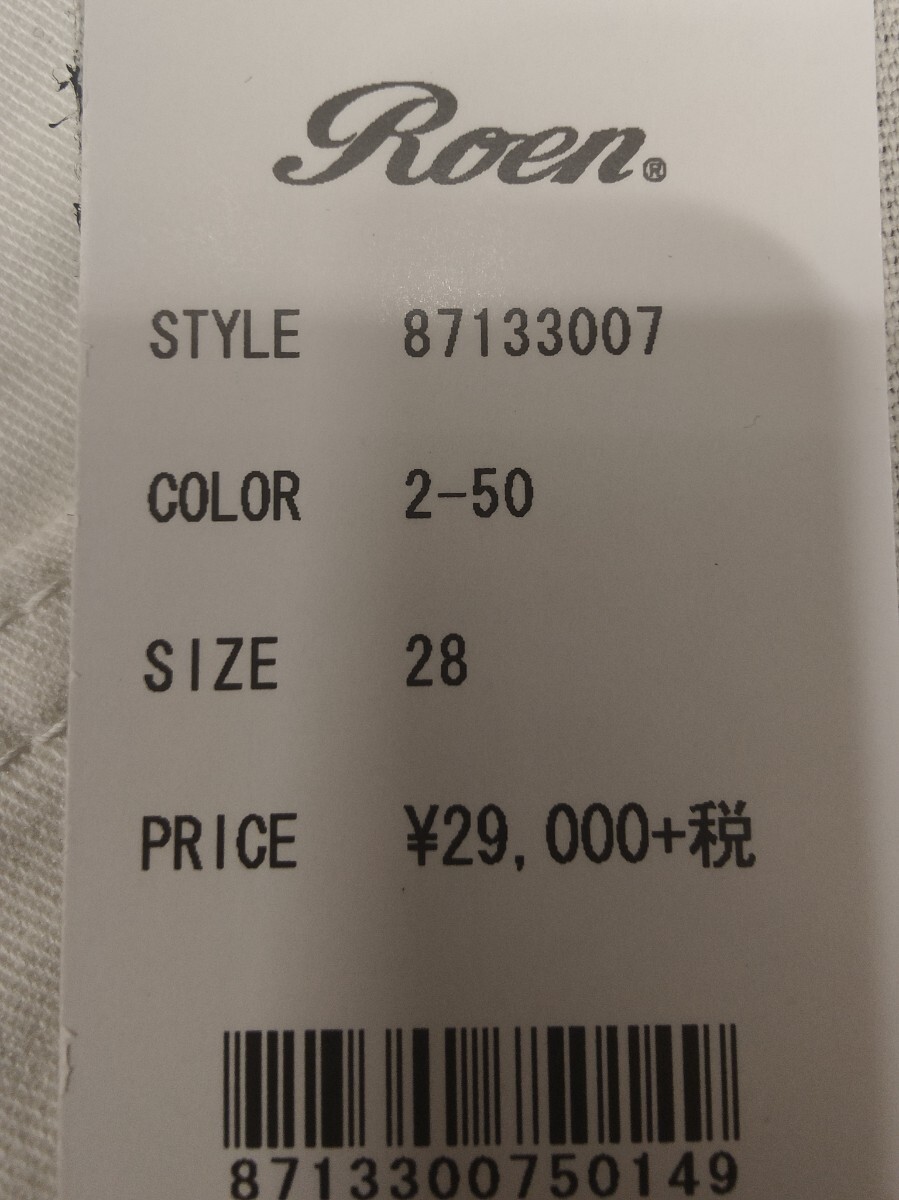 Roen®
STYLE 87133007
COLOR 2-50
SIZE 28
PRICE ¥29,000+税
8713300750149